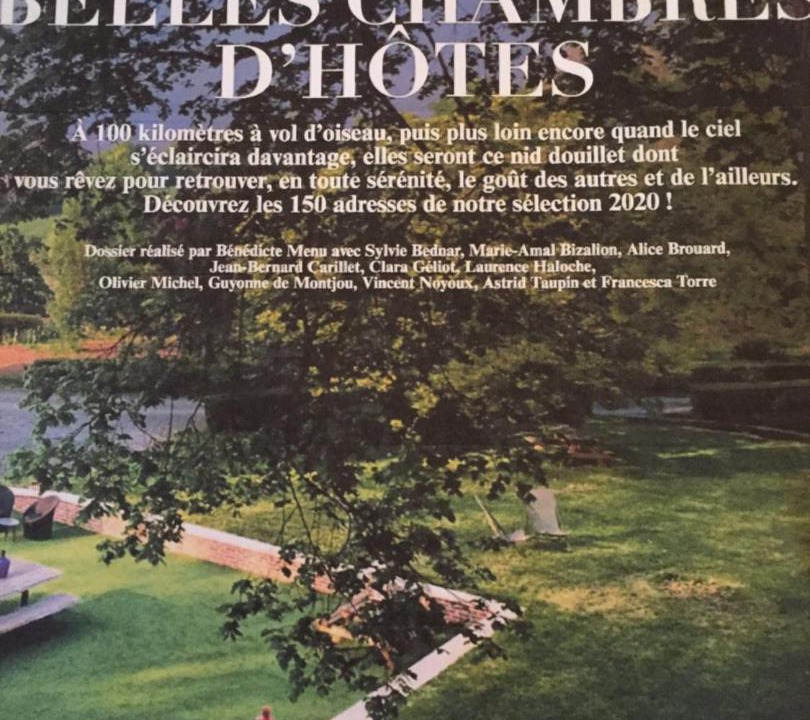 BELLES CHAMBRES
D'HÔTES
À 100 kilomètres à vol d'oiseau, puis plus loin encore quand le ciel
s'éclaircira davantage, elles seront ce nid douillet dont
vous rêvez pour retrouver, en toute sérénité, le goût des autres et de l'ailleurs.
Découvrez les 150 adresses de notre sélection 2020 !
Dossier réalisé par Bénédicte Menu avec Sylvie Bednar, Marie-Amal Bizalion, Alice Brouard,
Jean-Bernard Carillet, Clara Géliot, Laurence Haloche,
Olivier Michel, Guyonne de Montjou, Vincent Noyoux, Astrid Taupin et Francesca Torre